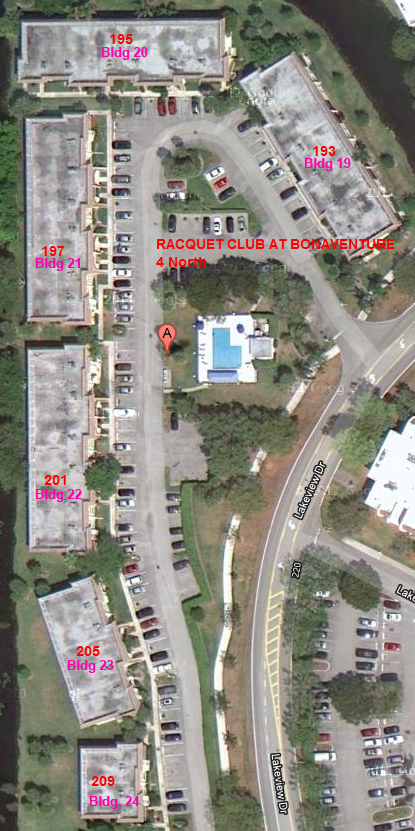 195
Bldg 20
193
Bldg 19
RACQUET CLUB AT BONAVENTURE
4 North
197
Bldg 21
A
201
Bldg 22
Lakeview Dr
220
205
Bldg 23
209
Bldg. 24
Lakeview Dr